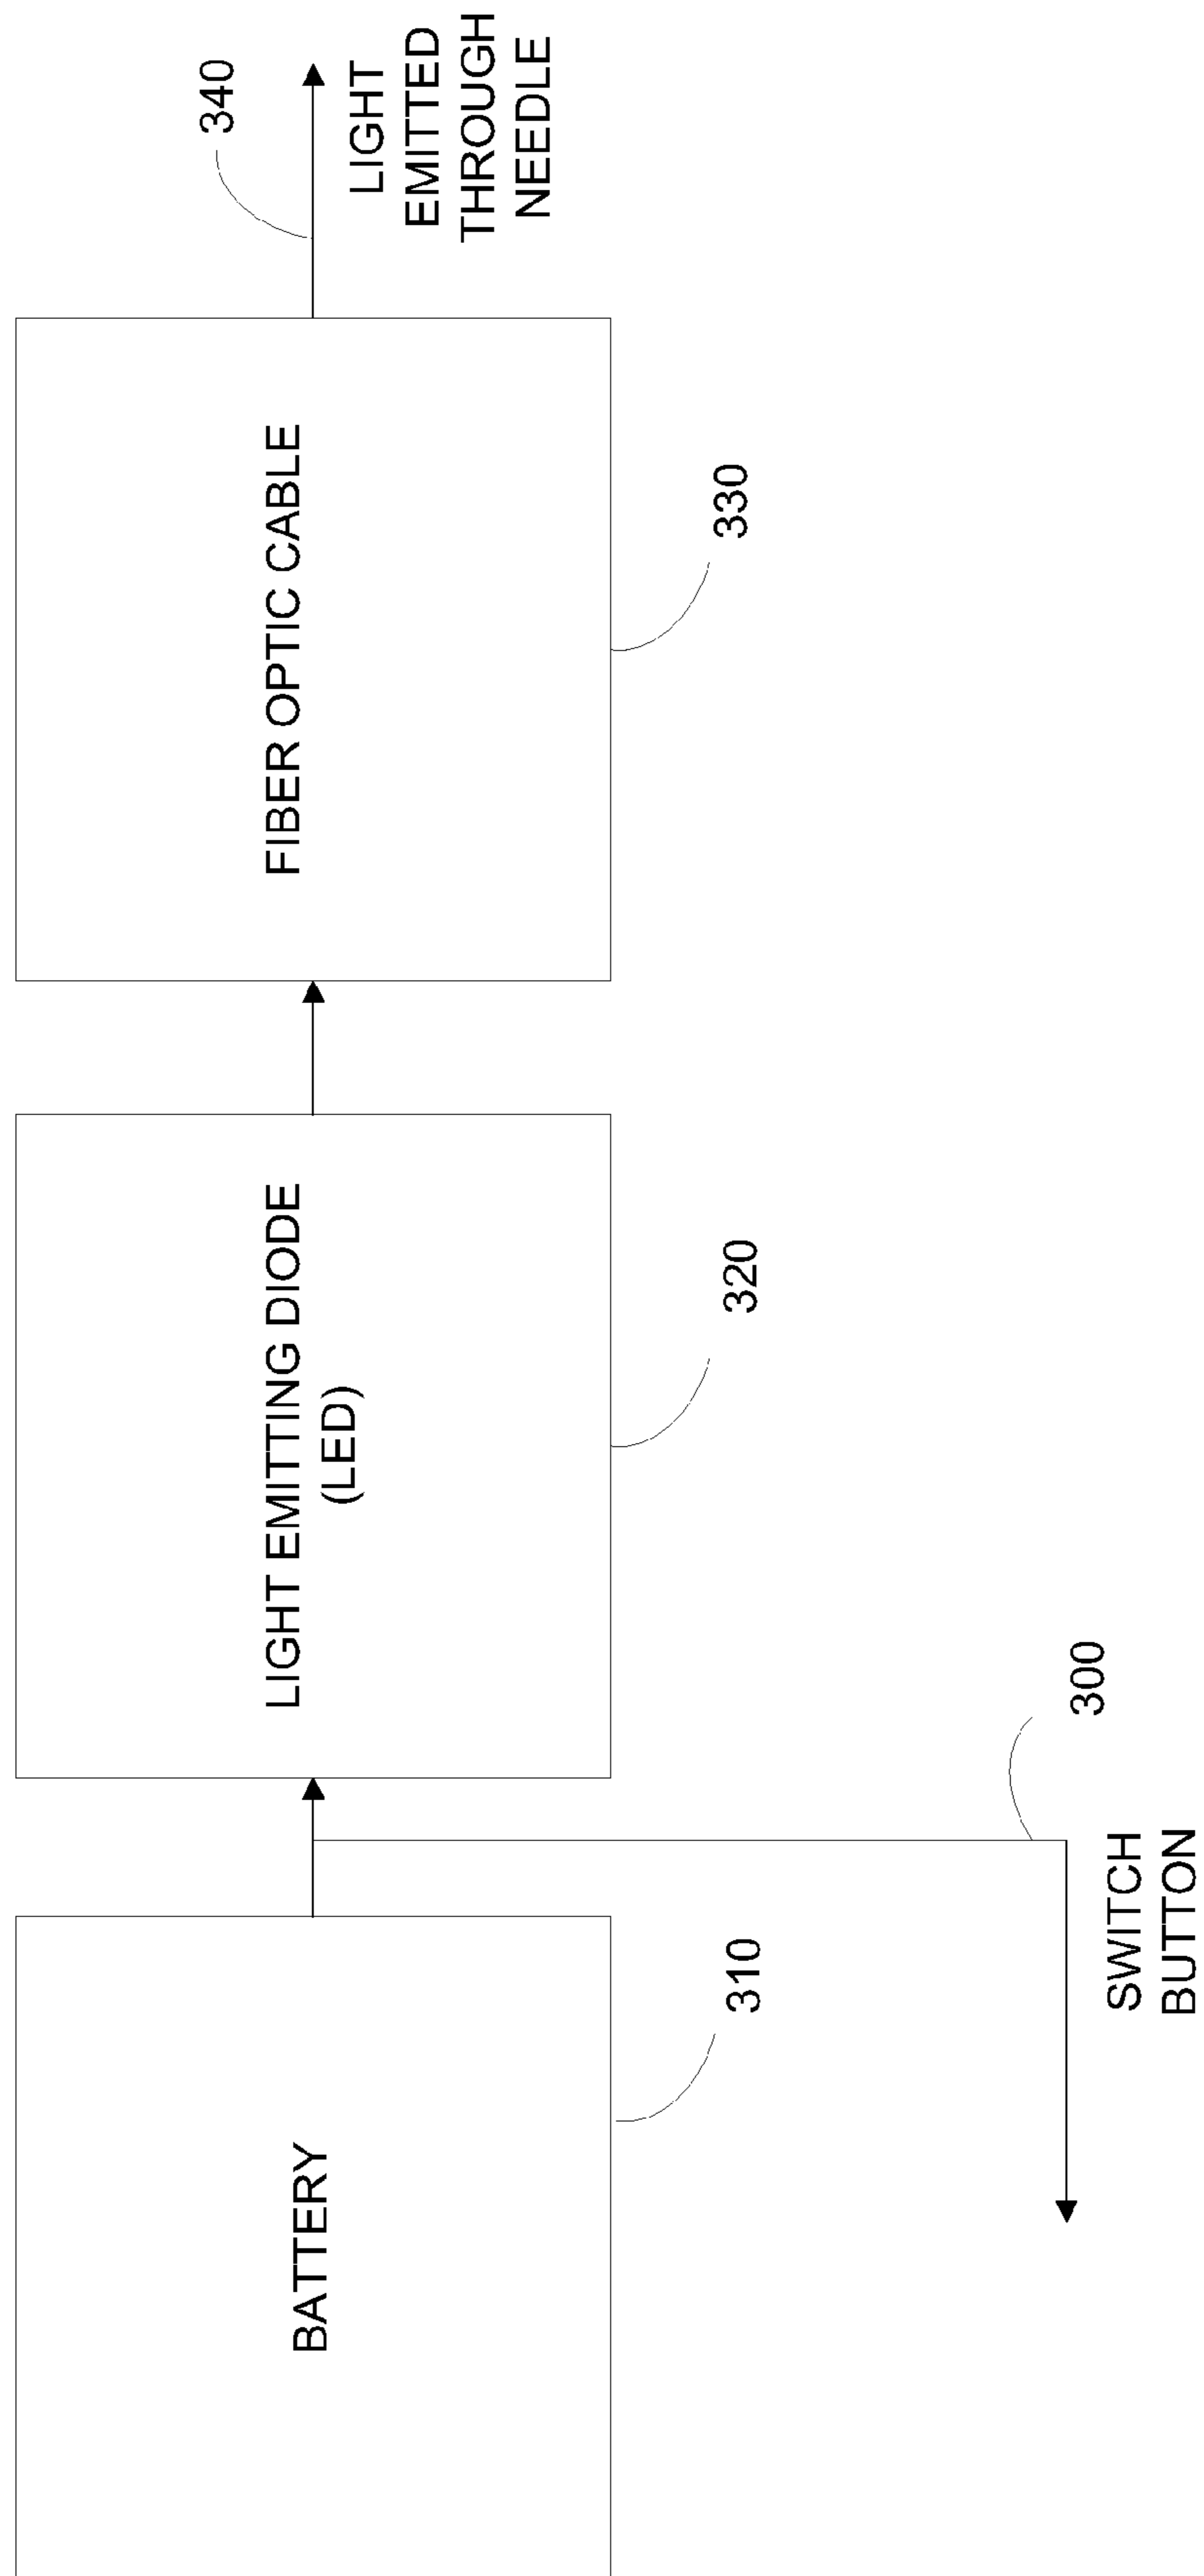 BATTERY
310
LIGHT EMITTING DIODE
(LED)
320
FIBER OPTIC CABLE
330
340
LIGHT
EMITTED
THROUGH
NEEDLE
300
SWITCH
BUTTON